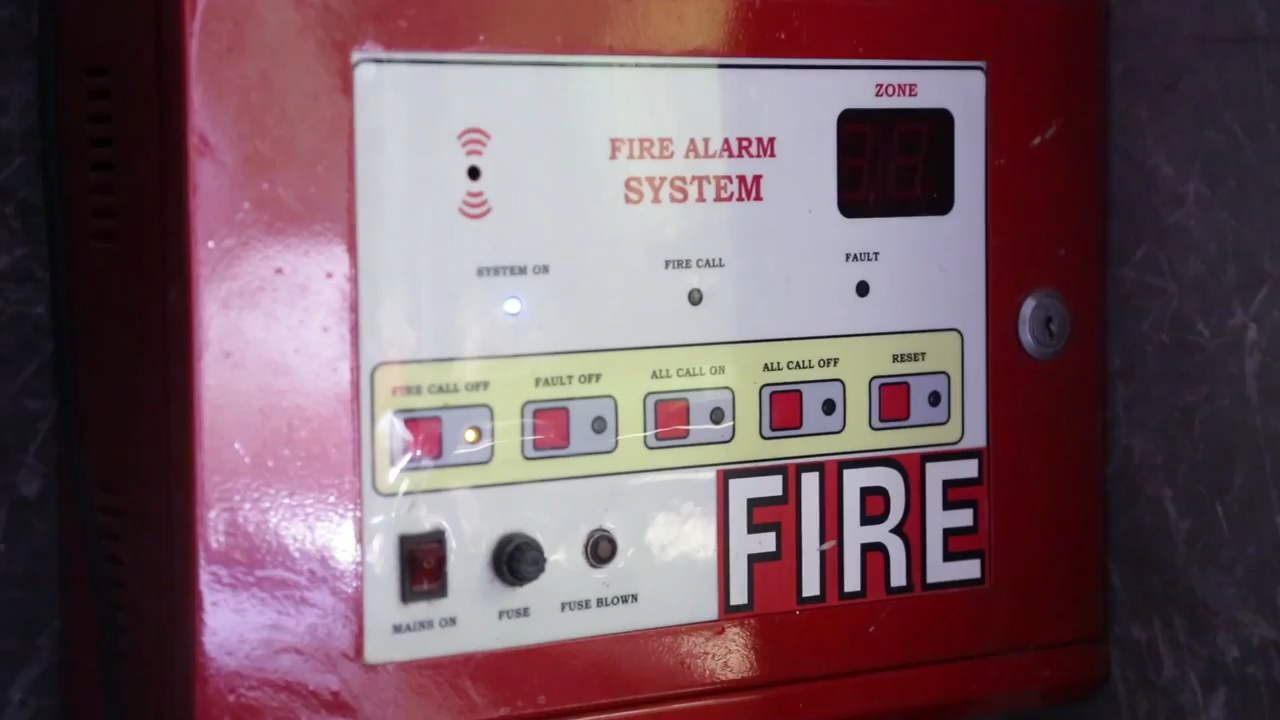 ZONE
FIRE ALARM
SYSTEM
SYSTEM ON
FIRE CALL
FAULT
FIRE CALL OFF
FAULT OFF
ALL CALL ON
ALL CALL OFF
RESET
FIRE
MAINS ON
FUSE
FUSE BLOWN